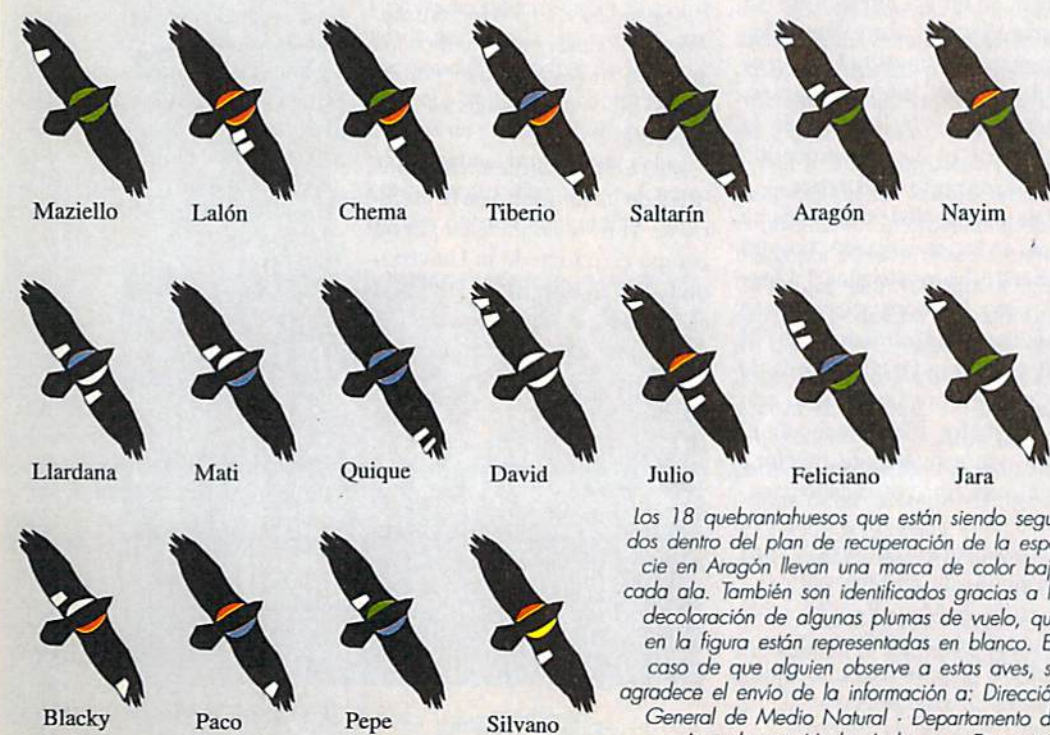 Maziello Lalón Chema Tiberio Saltarín Aragón Nayim
Llardana Mati Quique David Julio Feliciano Jara
Blacky Paco Pepe Silvano
Los 18 quebrantahuesos que están siendo segu
dos dentro del plan de recuperación de la espe
cie en Aragón llevan una marca de color baj
cada ala. También son identificados gracias a l
decoloración de algunas plumas de vuelo, qu
en la figura están representadas en blanco. E
caso de que alguien observe a estas aves, s
agradece el envío de la información a: Direcció
General de Medio Natural - Departamento d